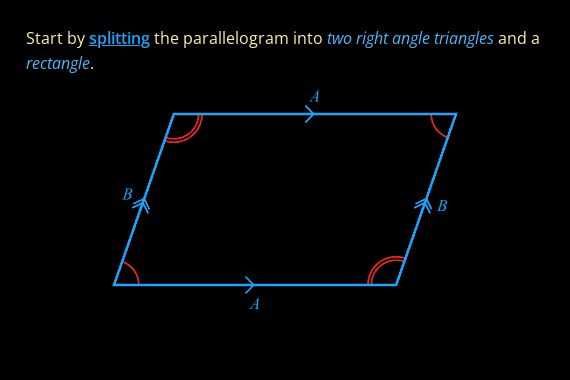 Start by splitting the parallelogram into two right angle triangles and a
rectangle.
A
B
B
A